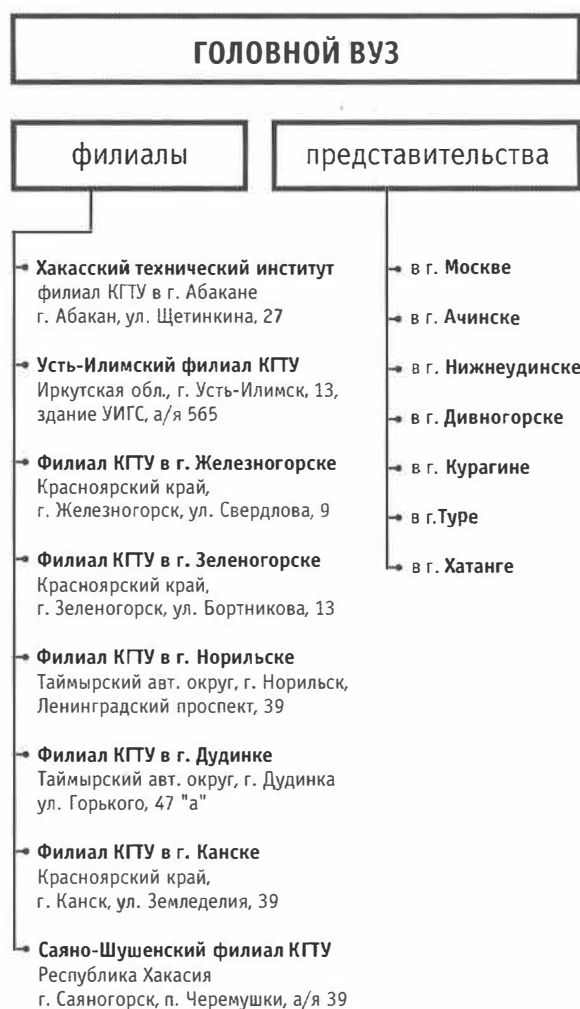 ГОЛОВНОЙ ВУЗ
филиалы
Хакасский технический институт
филиал КГТУ в г. Абакане
г. Абакан, ул. Щетинкина, 27
Усть-Илимский филиал КГТУ
Иркутская обл., г. Усть-Илимск, 13,
здание УИГС, а/я 565
Филиал КГТУ в г. Железногорске
Красноярский край,
г. Железногорск, ул. Свердлова, 9
Филиал КГТУ в г. Зеленогорске
Красноярский край,
г. Зеленогорск, ул. Бортникова, 13
Филиал КГТУ в г. Норильске
Таймырский авт. округ, г. Норильск,
Ленинградский проспект, 39
Филиал КГТУ в г. Дудинке
Таймырский авт. округ, г. Дудинка
ул. Горького, 47 "а"
Филиал КГТУ в г. Канске
Красноярский край,
г. Канск, ул. Земледелия, 39
Саяно-Шушенский филиал КГТУ
Республика Хакасия
г. Саяногорск, п. Черемушки, а/я 39
представительства
в г. Москве
в г. Ачинске
в г. Нижнеудинске
в г. Дивногорске
в г. Курагине
в г.Туре
в г. Хатанге